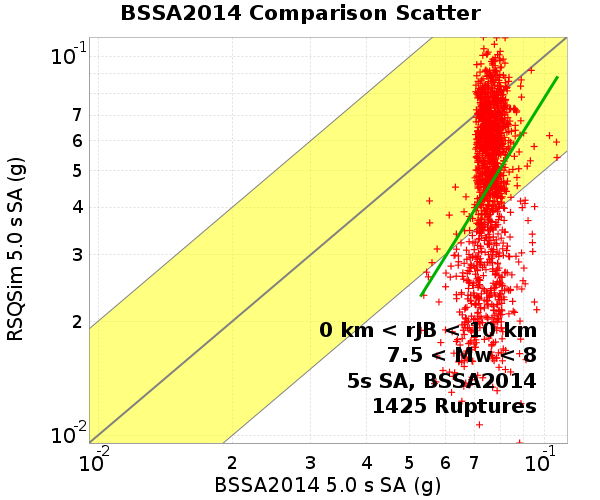 BSSA2014 Comparison Scatter
RSQSim 5.0 s SA (g)
10-1
7
6
5
4
3
2
10-2
0 km < rJB < 10 km
7.5 < Mw < 8
5s SA, BSSA2014
1425 Ruptures
10-2 2 3 4 5 6 7 10-1
BSSA2014 5.0 s SA (g)